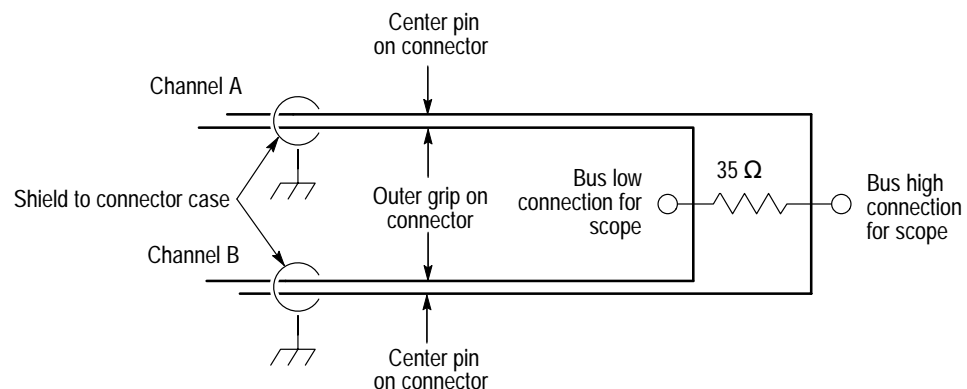 Center pin
on connector
Channel A
Shield to connector case
Outer grip on
connector
Bus low
connection for
scope
35 Ω
Bus high
connection
for scope
Channel B
Center pin
on connector